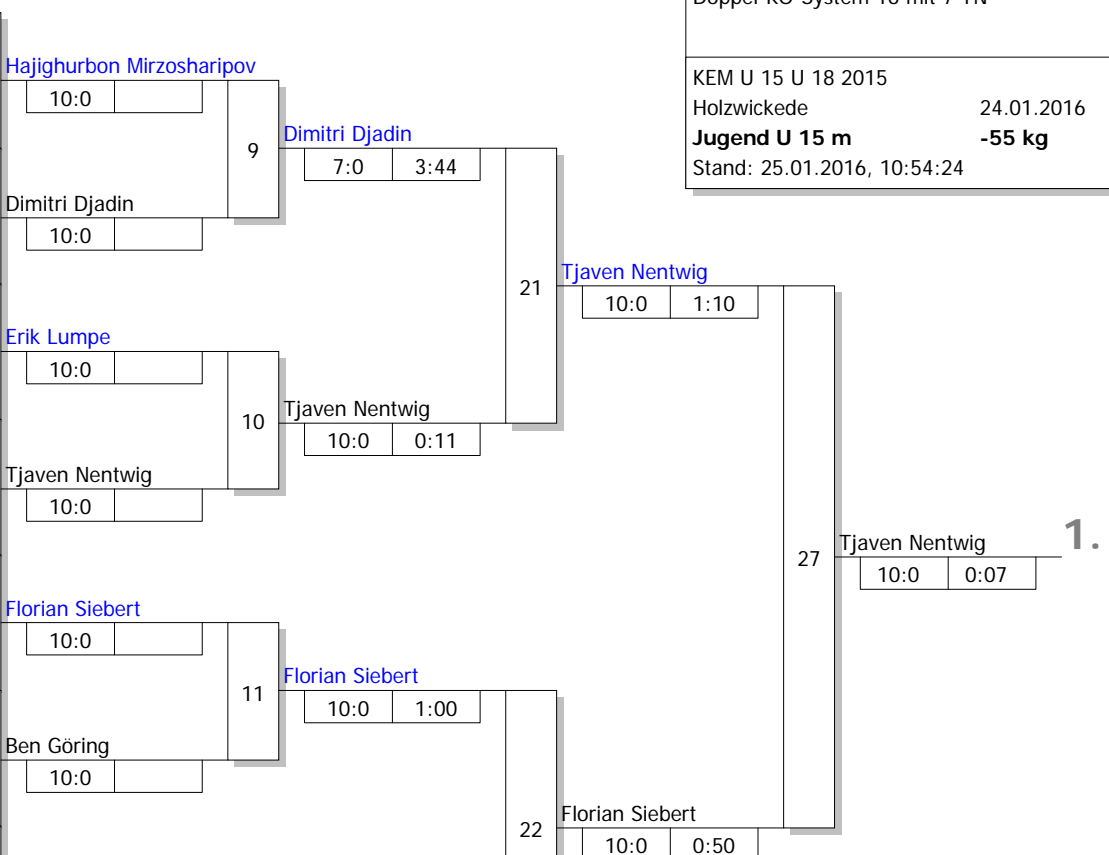 Doppel-KO-System 16 mit 7 TN
KEM U 15 U 18 2015
Holzwickede 24.01.2016
Jugend U 15 m -55 kg
Stand: 25.01.2016, 10:54:24
Hajighurbon Mirzosharipov
10:0
9
Dimitri Djadin
7:0 3:44
Dimitri Djadin
10:0
21
Tjaven Nentwig
10:0 1:10
Erik Lumpe
10:0
10
Tjaven Nentwig
10:0 0:11
Tjaven Nentwig
10:0
27
Tjaven Nentwig
1.
10:0 0:07
Florian Siebert
10:0
11
Florian Siebert
10:0 1:00
Ben Göring
10:0
22
Florian Siebert
10:0 0:50